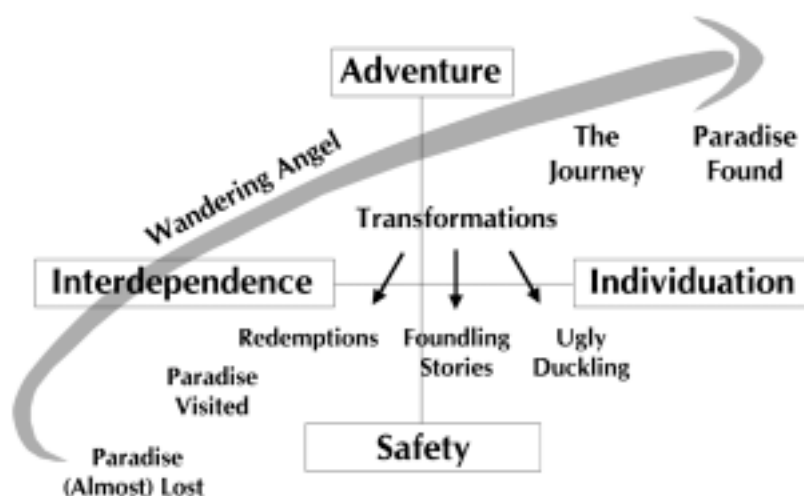 Adventure
The
Journey
Paradise
Found
Wandering Angel
Transformations
Interdependence
Individuation
Redemptions
Foundling
Stories
Ugly
Duckling
Paradise
Visited
Safety
Paradise
(Almost) Lost